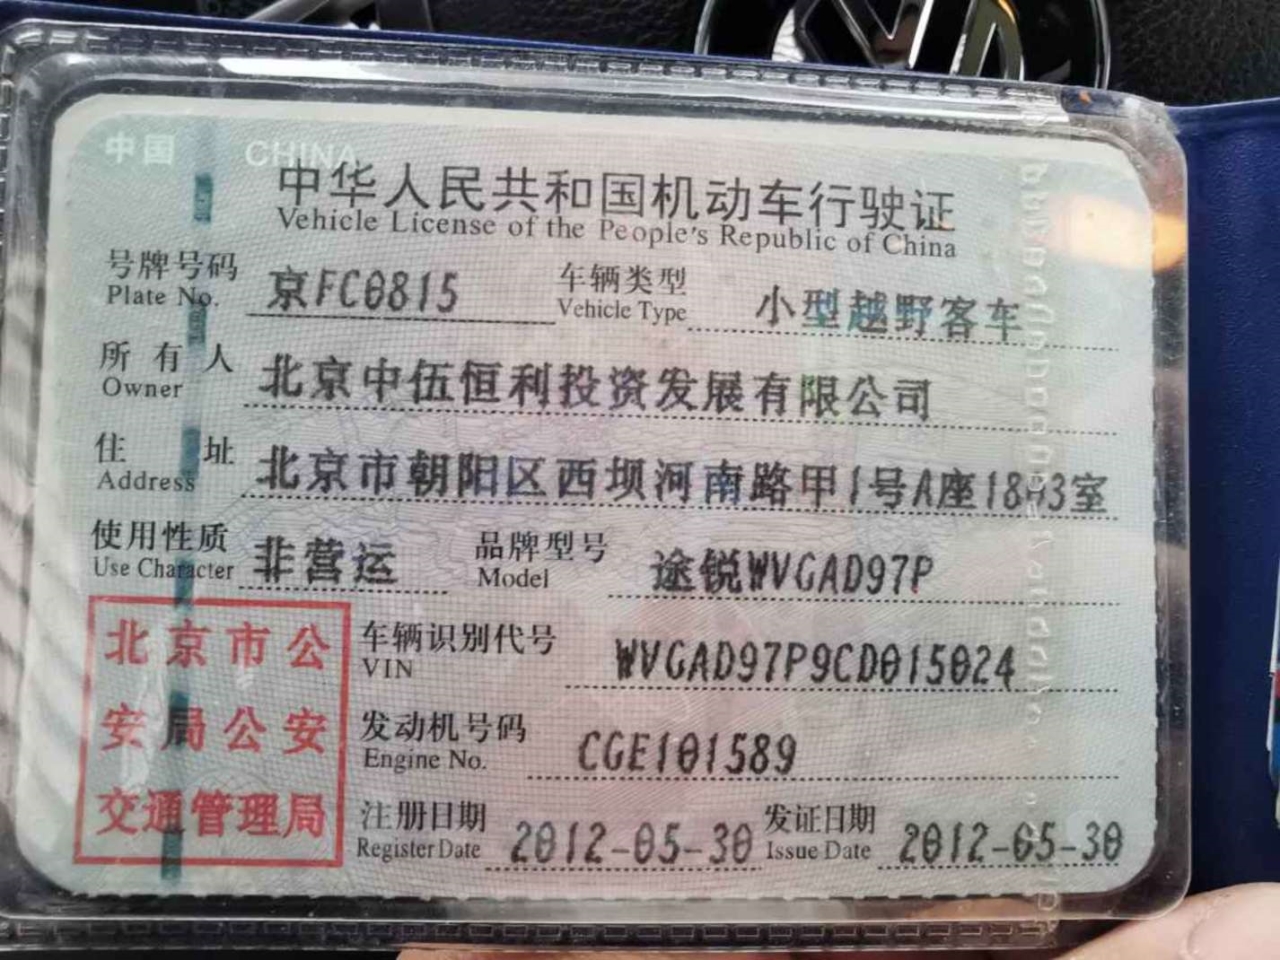 中国 CHINA
中华人民共和国机动车行驶证
Vehicle License of the People's Republic of China
号牌号码 京FC0815 车辆类型 小型越野客车
Plate No. Vehicle Type
所有人 北京中伍恒利投资发展有限公司
Owner
住址 北京市朝阳区西坝河南路甲1号A座1803室
Address
使用性质 非营运 品牌型号 途锐WVGAD97P
Use Character Model
北京市公
安局公安
交通管理局
车辆识别代号 WVGAD97P9CD015024
VIN
发动机号码 CGE101589
Engine No.
注册日期 2012-05-30 发证日期 2012-05-30
Register Date Issue Date